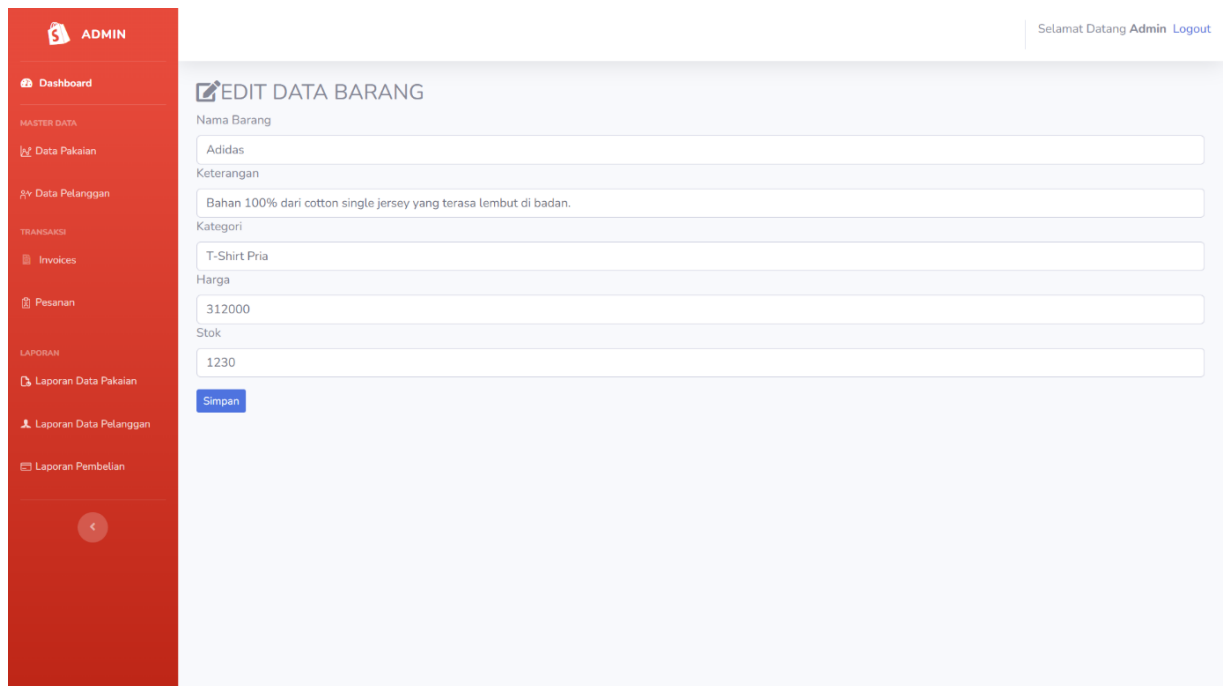 ADMIN
Selamat Datang Admin Logout
Dashboard
MASTER DATA
Data Pakaian
Data Pelanggan
TRANSAKSI
Invoices
Pesanan
LAPORAN
Laporan Data Pakaian
Laporan Data Pelanggan
Laporan Pembelian
EDIT DATA BARANG
Nama Barang
Adidas
Keterangan
Bahan 100% dari cotton single jersey yang terasa lembut di badan.
Kategori
T-Shirt Pria
Harga
312000
Stok
1230
Simpan